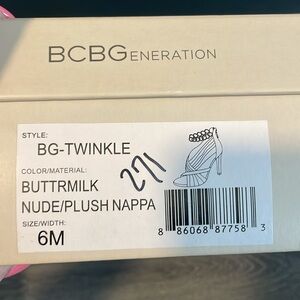 BCBGENERATION
STYLE:
BG-TWINKLE
COLOR/MATERIAL:
BUTTRMILK
NUDE/PLUSH NAPPA
271
SIZE/WIDTH:
6M
8 86068 87758 3